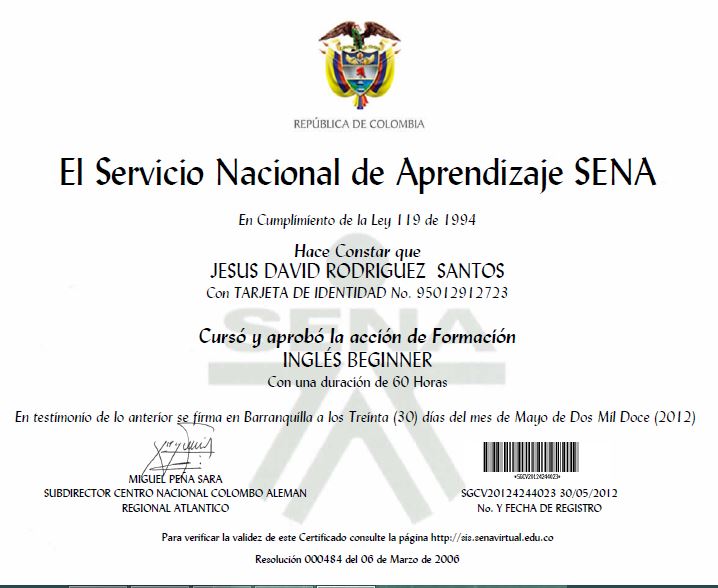 REPÚBLICA DE COLOMBIA
El Servicio Nacional de Aprendizaje SENA
En Cumplimiento de la Ley 119 de 1994
Hace Constar que
JESUS DAVID RODRIGUEZ SANTOS
Con TARJETA DE IDENTIDAD No. 95012912723
SENA
Cursó y aprobó la acción de Formación
INGLÉS BEGINNER
Con una duración de 60 Horas
En testimonio de lo anterior se firma en Barranquilla a los Treinta (30) días del mes de Mayo de Dos Mil Doce (2012)
*SGCV20124244023*
MIGUEL PEÑA SARA
SUBDIRECTOR CENTRO NACIONAL COLOMBO ALEMAN
REGIONAL ATLANTICO
SGCV20124244023 30/05/2012
No. Y FECHA DE REGISTRO
Para verificar la validez de este Certificado consulte la página http://sis.senavirtual.edu.co
Resolución 000484 del 06 de Marzo de 2006